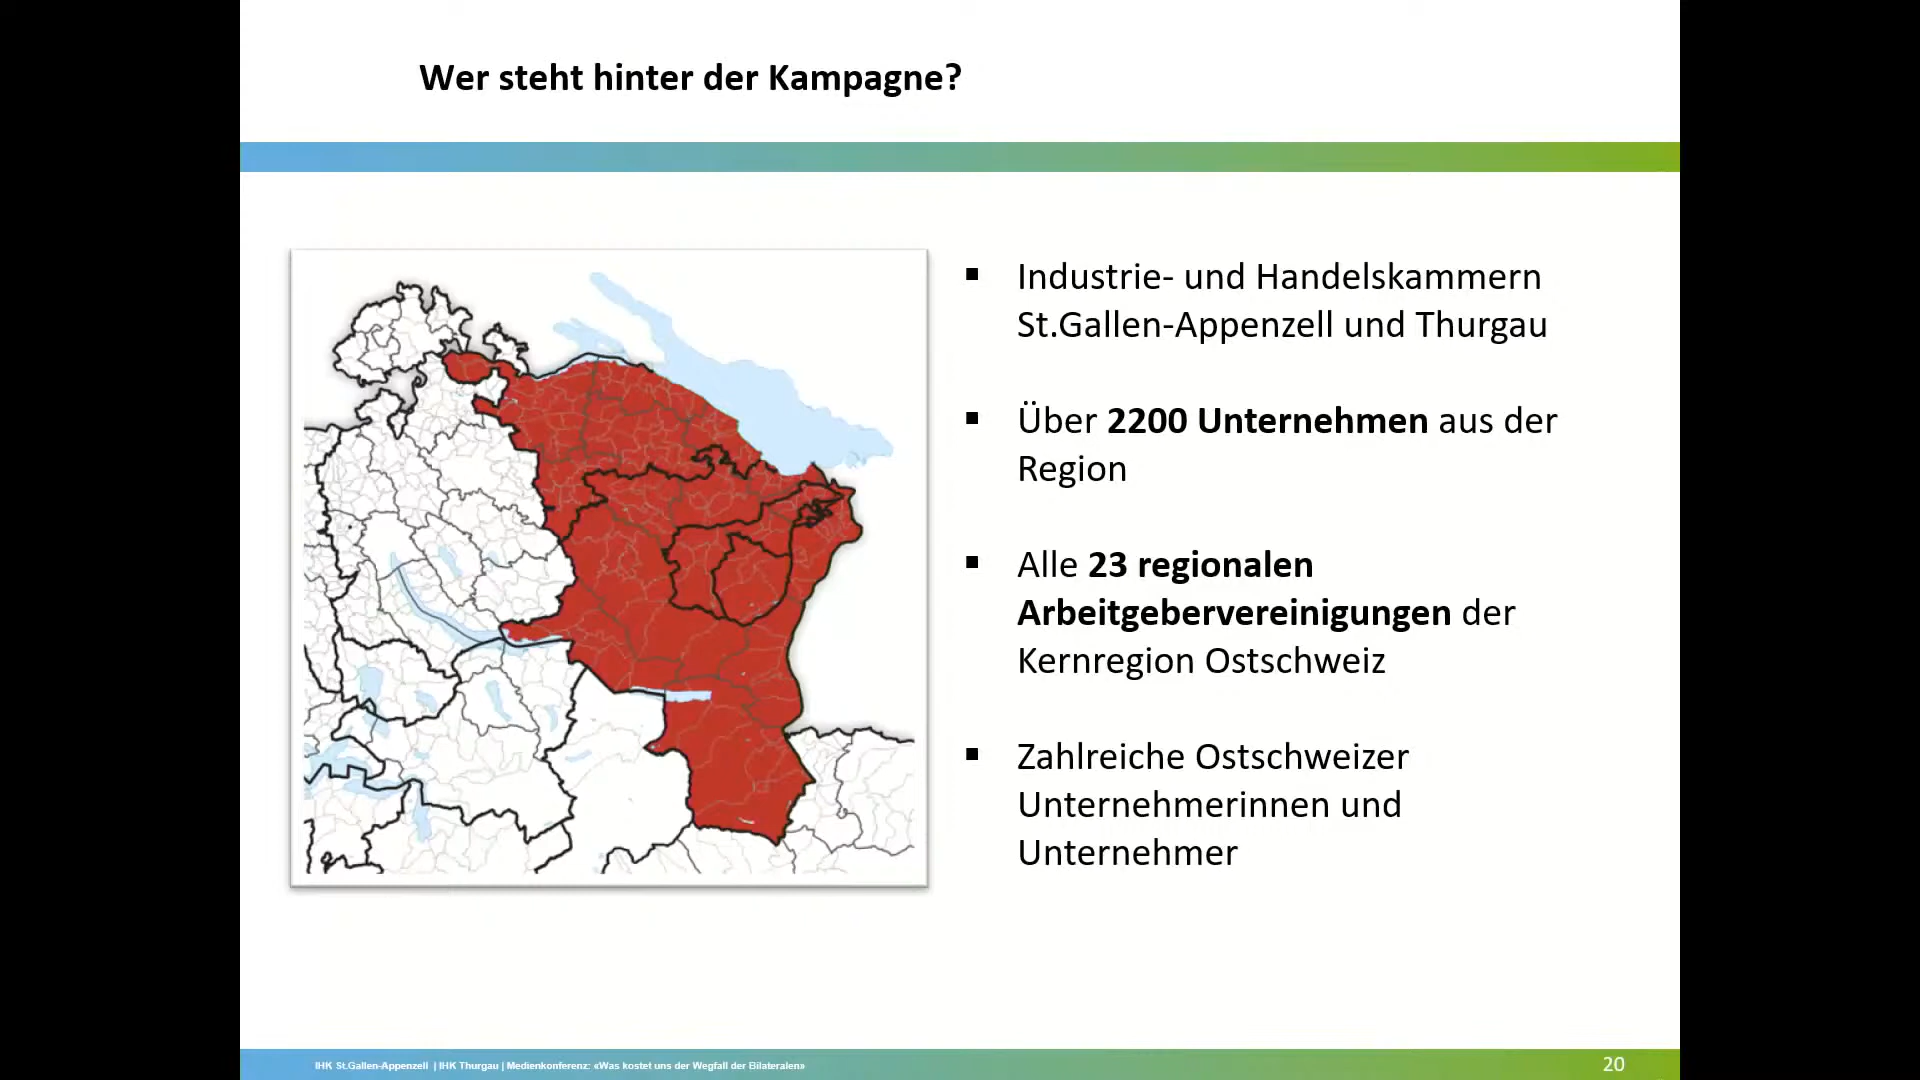 Wer steht hinter der Kampagne?
▪ Industrie- und Handelskammern
St.Gallen-Appenzell und Thurgau
▪ Über 2200 Unternehmen aus der
Region
▪ Alle 23 regionalen
Arbeitgebervereinigungen der
Kernregion Ostschweiz
▪ Zahlreiche Ostschweizer
Unternehmerinnen und
Unternehmer
IHK St.Gallen-Appenzell | IHK Thurgau | Medienkonferenz: «Was kostet uns der Wegfall der Bilateralen»
20